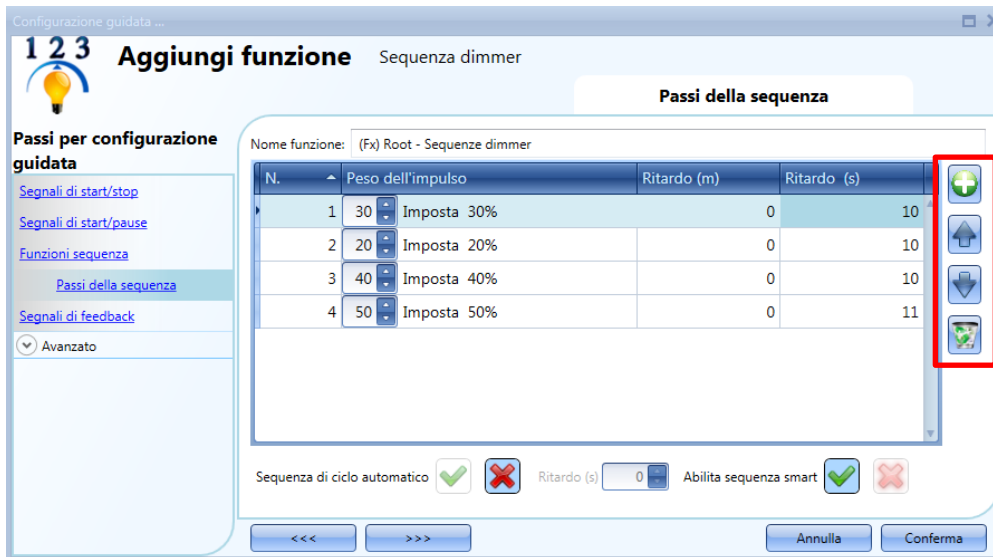 Configurazione guidata ...
1 2 3
Aggiungi funzione Sequenza dimmer
Passi della sequenza
Passi per configurazione
guidata
Segnali di start/stop
Segnali di start/pause
Funzioni sequenza
Passi della sequenza
Segnali di feedback
Avanzato
Nome funzione: (Fx) Root - Sequenze dimmer
N. Peso dell'impulso Ritardo (m) Ritardo (s)
1 30 Imposta 30% 0 10
2 20 Imposta 20% 0 10
3 40 Imposta 40% 0 10
4 50 Imposta 50% 0 11
Sequenza di ciclo automatico Ritardo (s) 0 Abilita sequenza smart
<<< >>> Annulla Conferma